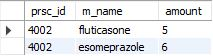 prsc_id m_name amount
4002 fluticasone 5
4002 esomeprazole 6